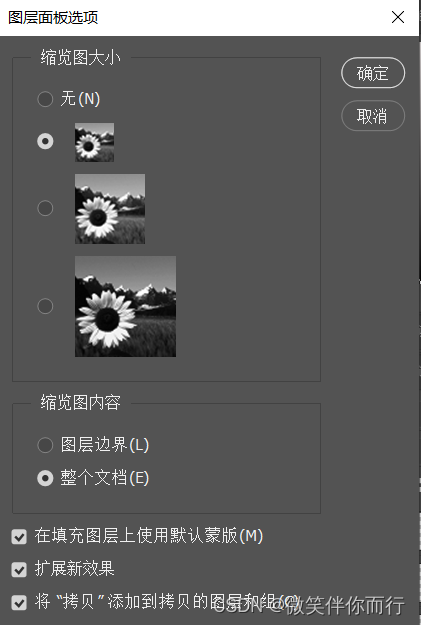 图层面板选项
缩览图大小
确定
无(N)
取消
缩览图内容
图层边界(L)
整个文档(E)
在填充图层上使用默认蒙版(M)
扩展新效果
将“拷贝”添加到拷贝的图层和组(C)
CSDN @微笑伴你而行